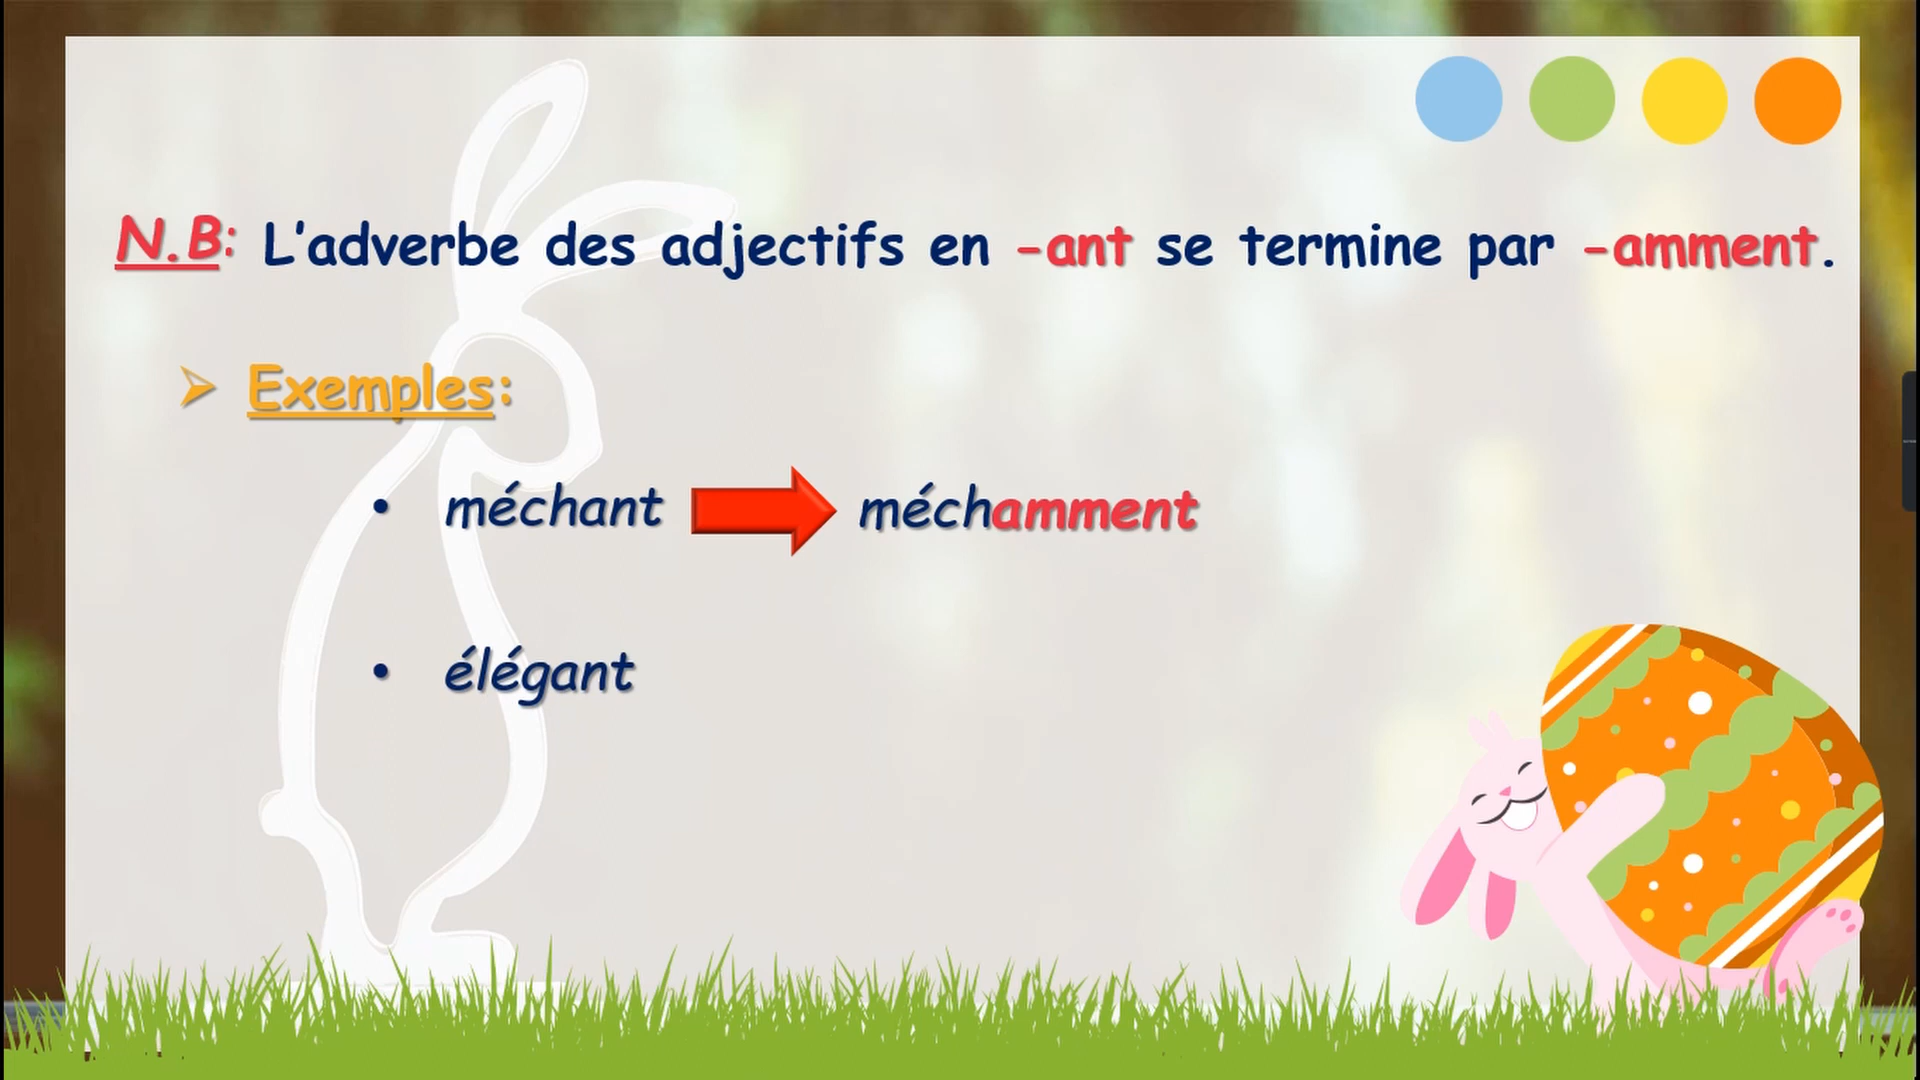 N.B: L'adverbe des adjectifs en -ant se termine par -amment.
➢ Exemples:
• méchant méchamment
• élégant